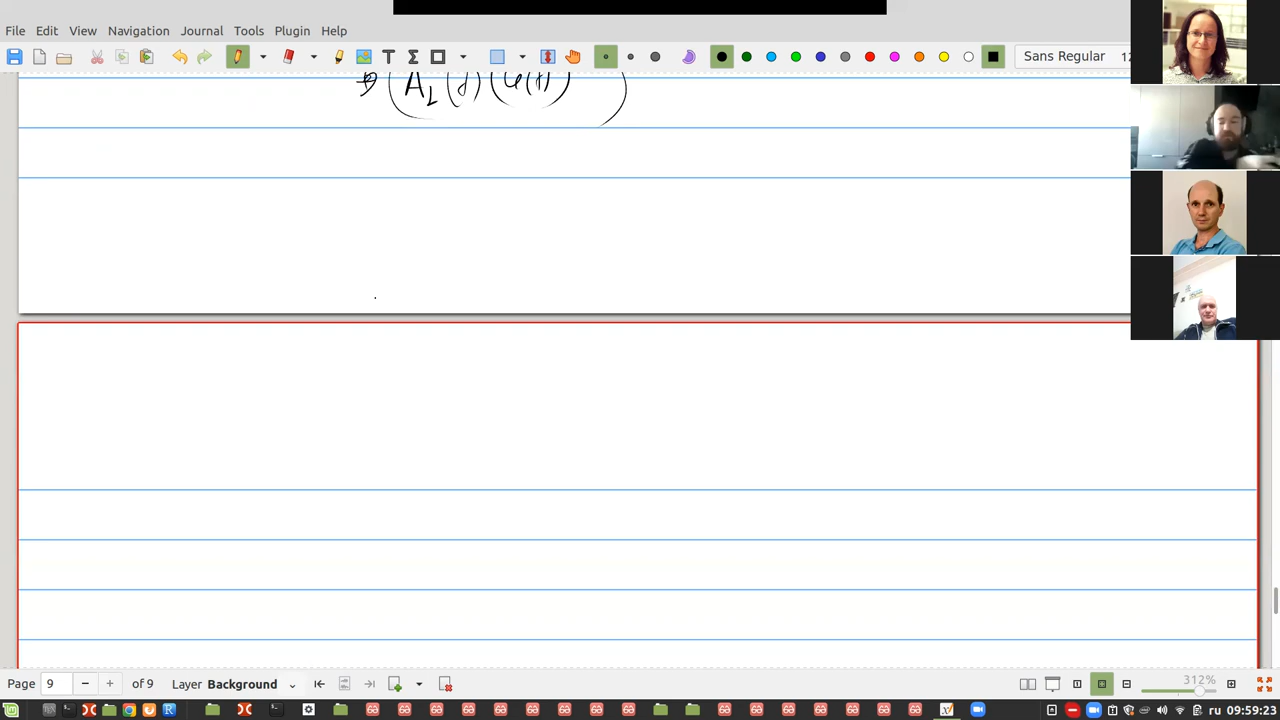 File Edit View Navigation Journal Tools Plugin Help
Sans Regular 12
Page 9 of 9 Layer Background 312%
ru 09:59:23